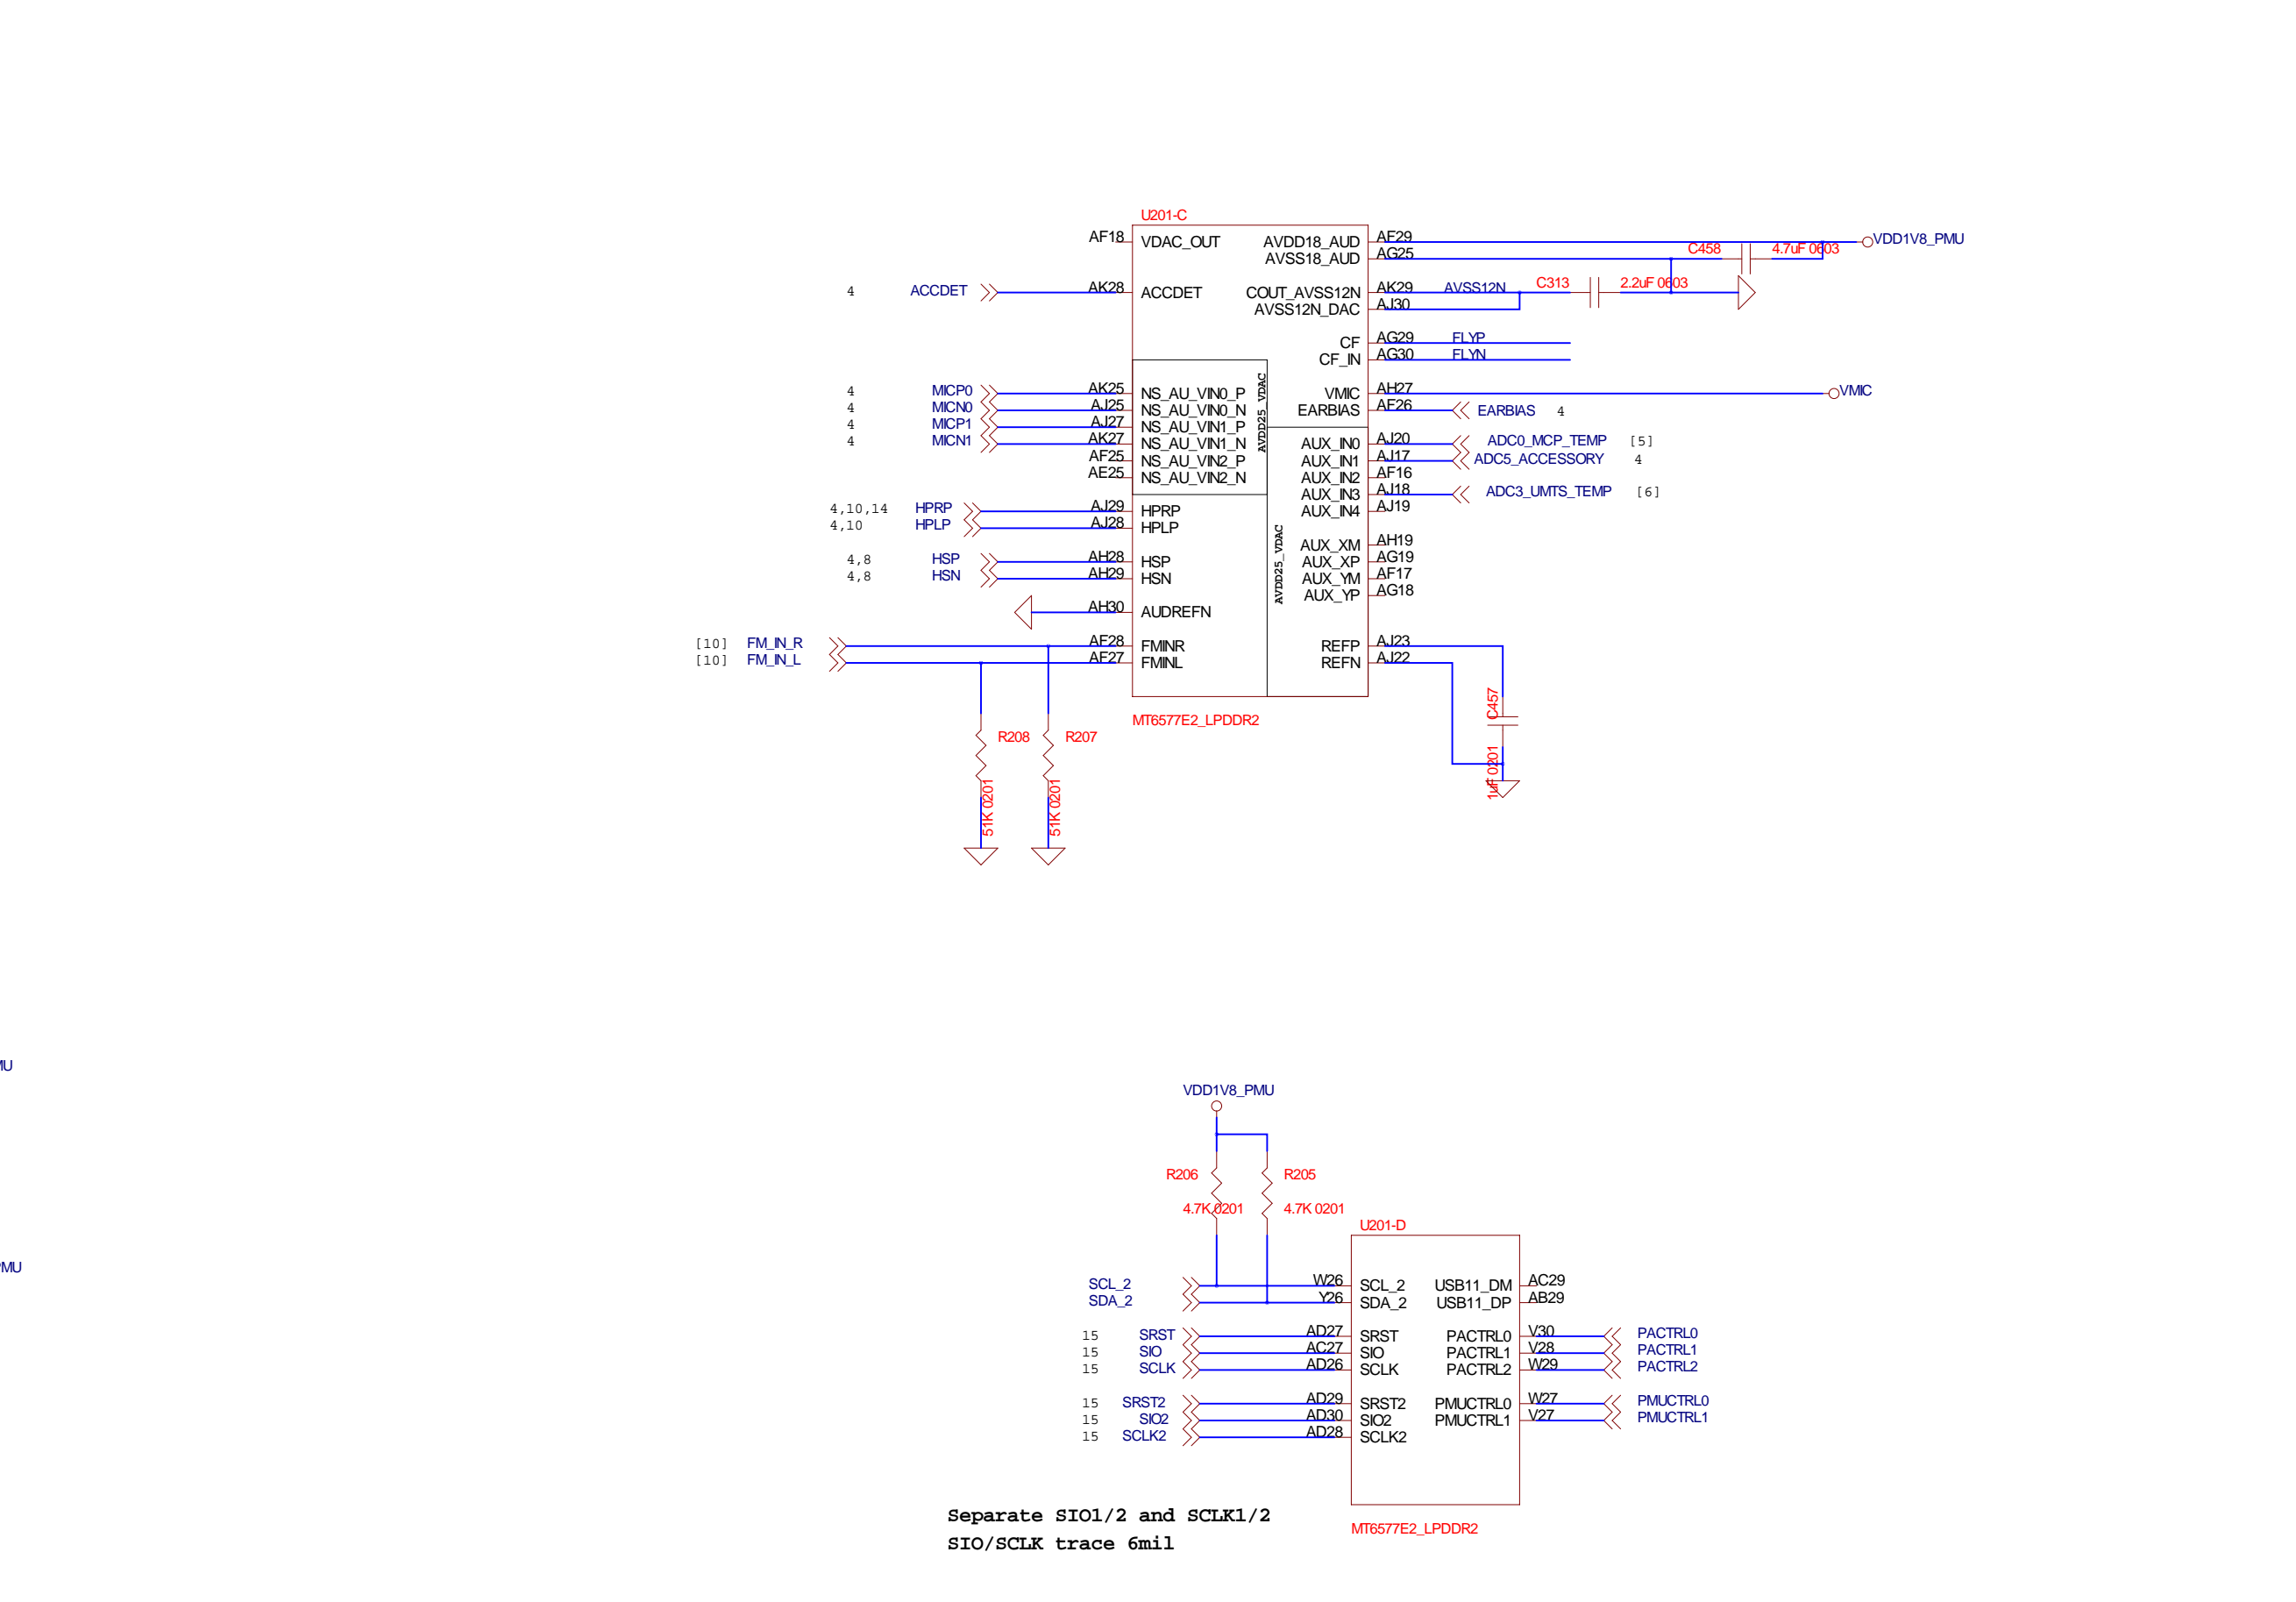 U201-C
AF18 VDAC_OUT AVDD18_AUD AF29 VDD1V8_PMU
AVSS18_AUD AG25 C458 4.7uF 0603
4 ACCDET AK28 ACCDET COUT_AVSS12N AK29 AVSS12N C313 2.2uF 0603
AVSS12N_DAC AJ30
CF AG29 FLYP
CF_IN AG30 FLYN
4 MICP0 AK25 NS_AU_VIN0_P VMIC AH27 VMIC
4 MICN0 AJ25 NS_AU_VIN0_N EARBIAS AF26 EARBIAS 4
4 MICP1 AJ27 NS_AU_VIN1_P
AVDD25_VDAC
4 MICN1 AK27 NS_AU_VIN1_N AUX_IN0 AJ20 ADC0_MCP_TEMP [5]
AF25 NS_AU_VIN2_P AUX_IN1 AJ17 ADC5_ACCESSORY 4
AE25 NS_AU_VIN2_N AUX_IN2 AF16
AUX_IN3 AJ18 ADC3_UMTS_TEMP [6]
4,10,14 HPRP AJ29 HPRP AUX_IN4 AJ19
4,10 HPLP AJ28 HPLP
AVDD25_VDAC
AUX_XM AH19
4,8 HSP AH28 HSP AUX_XP AG19
4,8 HSN AH29 HSN AUX_YM AF17
AUX_YP AG18
AH30 AUDREFN
[10] FM_IN_R AF28 FMINR REFP AJ23
[10] FM_IN_L AF27 FMINL REFN AJ22
C457
1uF 0201
MT6577E2_LPDDR2
R208 R207
51K 0201 51K 0201
MU
VDD1V8_PMU
R206 R205
4.7K 0201 4.7K 0201
U201-D
PMU
SCL_2 W26 SCL_2 USB11_DM AC29
SDA_2 Y26 SDA_2 USB11_DP AB29
15 SRST AD27 SRST PACTRL0 V30 PACTRL0
15 SIO AC27 SIO PACTRL1 V28 PACTRL1
15 SCLK AD26 SCLK PACTRL2 W29 PACTRL2
15 SRST2 AD29 SRST2 PMUCTRL0 W27 PMUCTRL0
15 SIO2 AD30 SIO2 PMUCTRL1 V27 PMUCTRL1
15 SCLK2 AD28 SCLK2
Separate SIO1/2 and SCLK1/2
SIO/SCLK trace 6mil
MT6577E2_LPDDR2